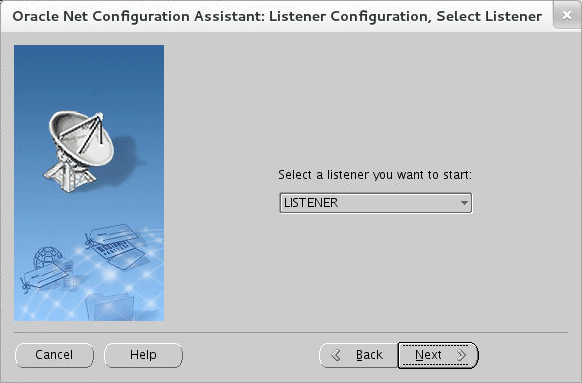 Oracle Net Configuration Assistant: Listener Configuration, Select Listener
Select a listener you want to start:
LISTENER
Cancel
Help
Back
Next